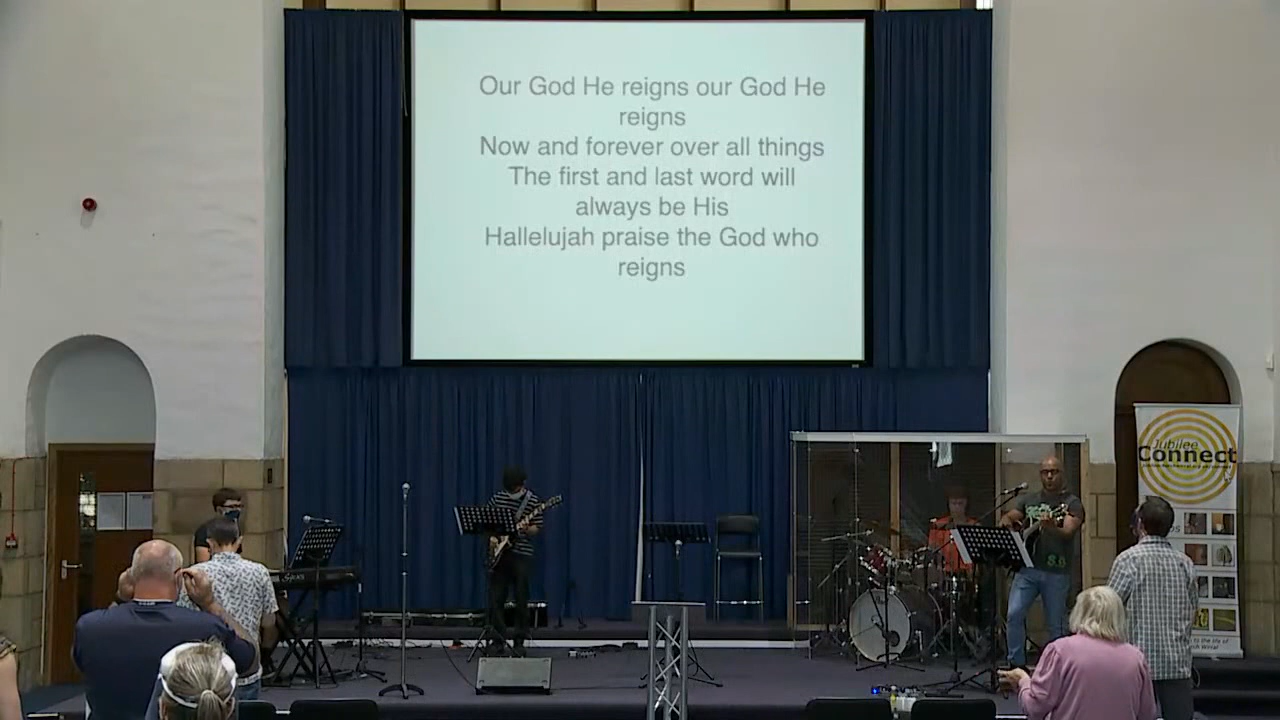 Our God He reigns our God He
reigns
Now and forever over all things
The first and last word will
always be His
Hallelujah praise the God who
reigns
Jubilee
Connect